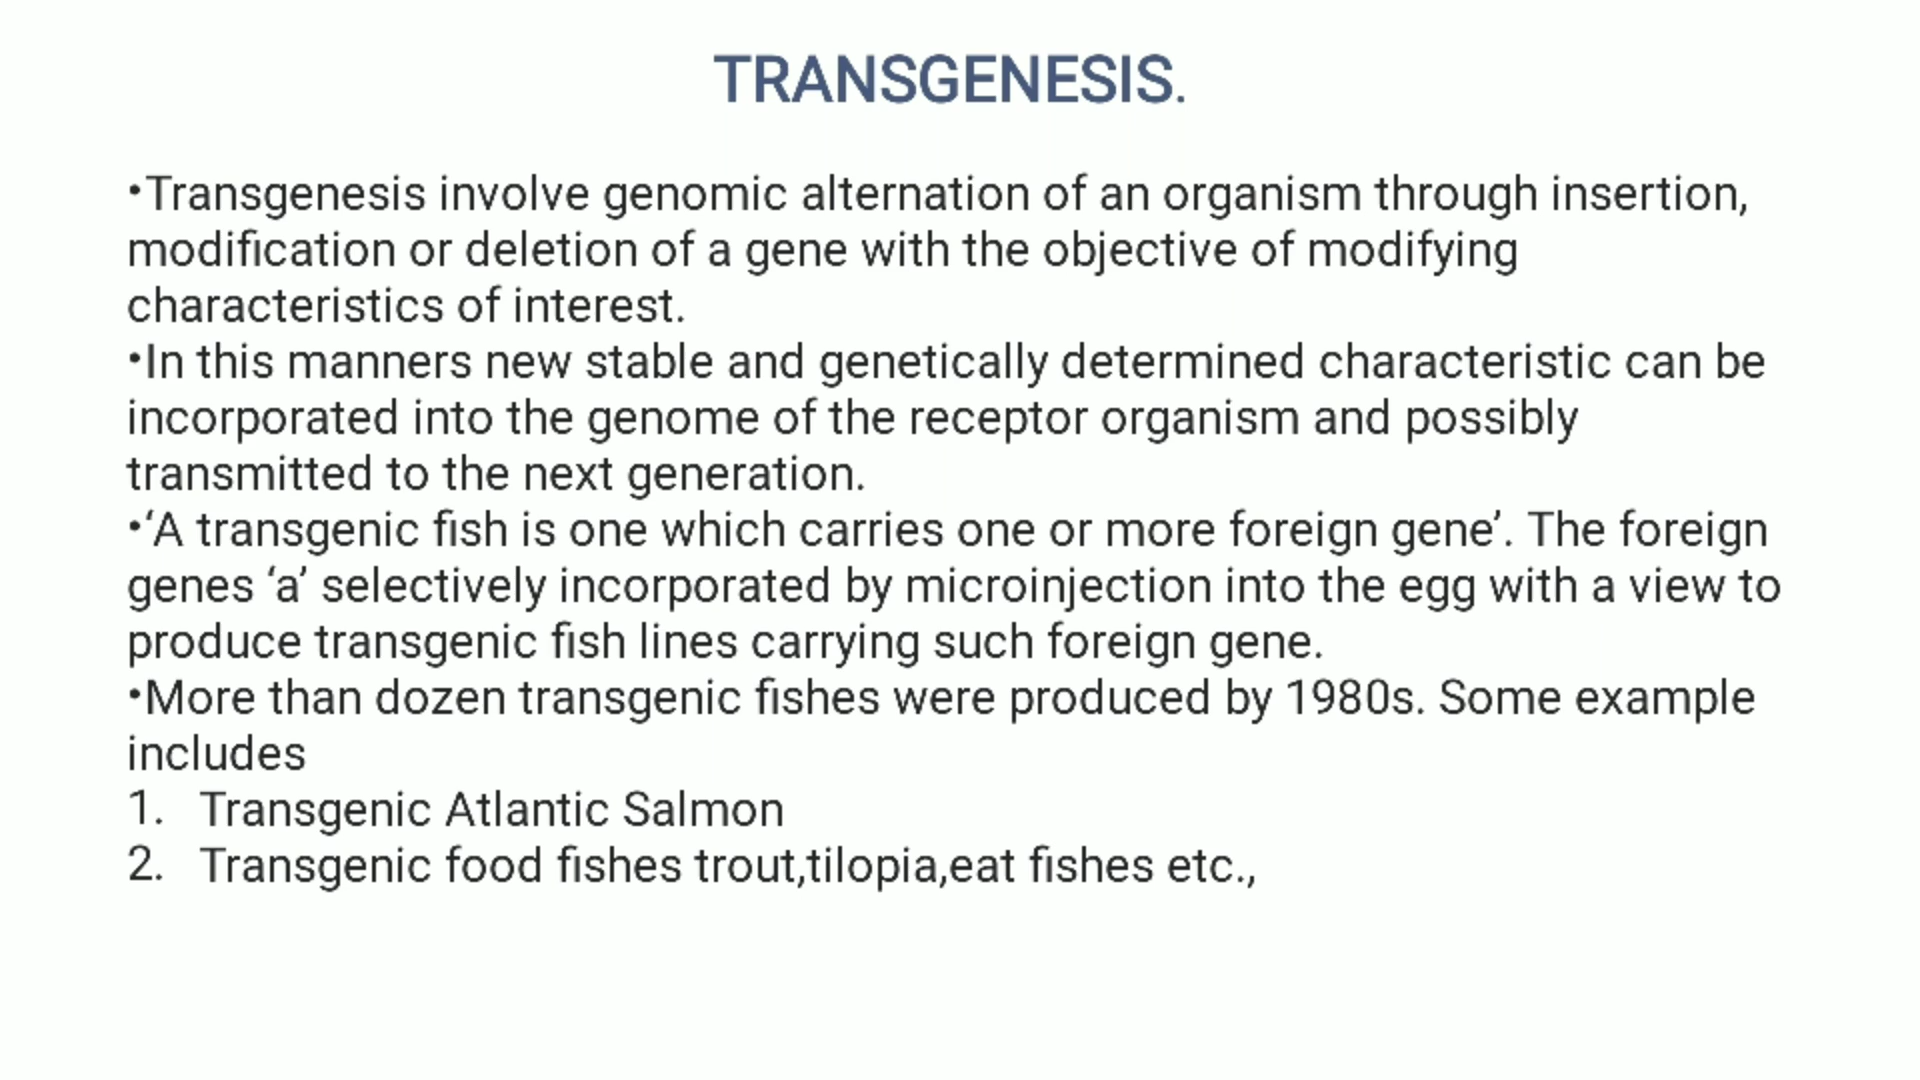 TRANSGENESIS.
•Transgenesis involve genomic alternation of an organism through insertion,
modification or deletion of a gene with the objective of modifying
characteristics of interest.
•In this manners new stable and genetically determined characteristic can be
incorporated into the genome of the receptor organism and possibly
transmitted to the next generation.
•‘A transgenic fish is one which carries one or more foreign gene’. The foreign
genes ‘a’ selectively incorporated by microinjection into the egg with a view to
produce transgenic fish lines carrying such foreign gene.
•More than dozen transgenic fishes were produced by 1980s. Some example
includes
1. Transgenic Atlantic Salmon
2. Transgenic food fishes trout,tilopia,eat fishes etc.,